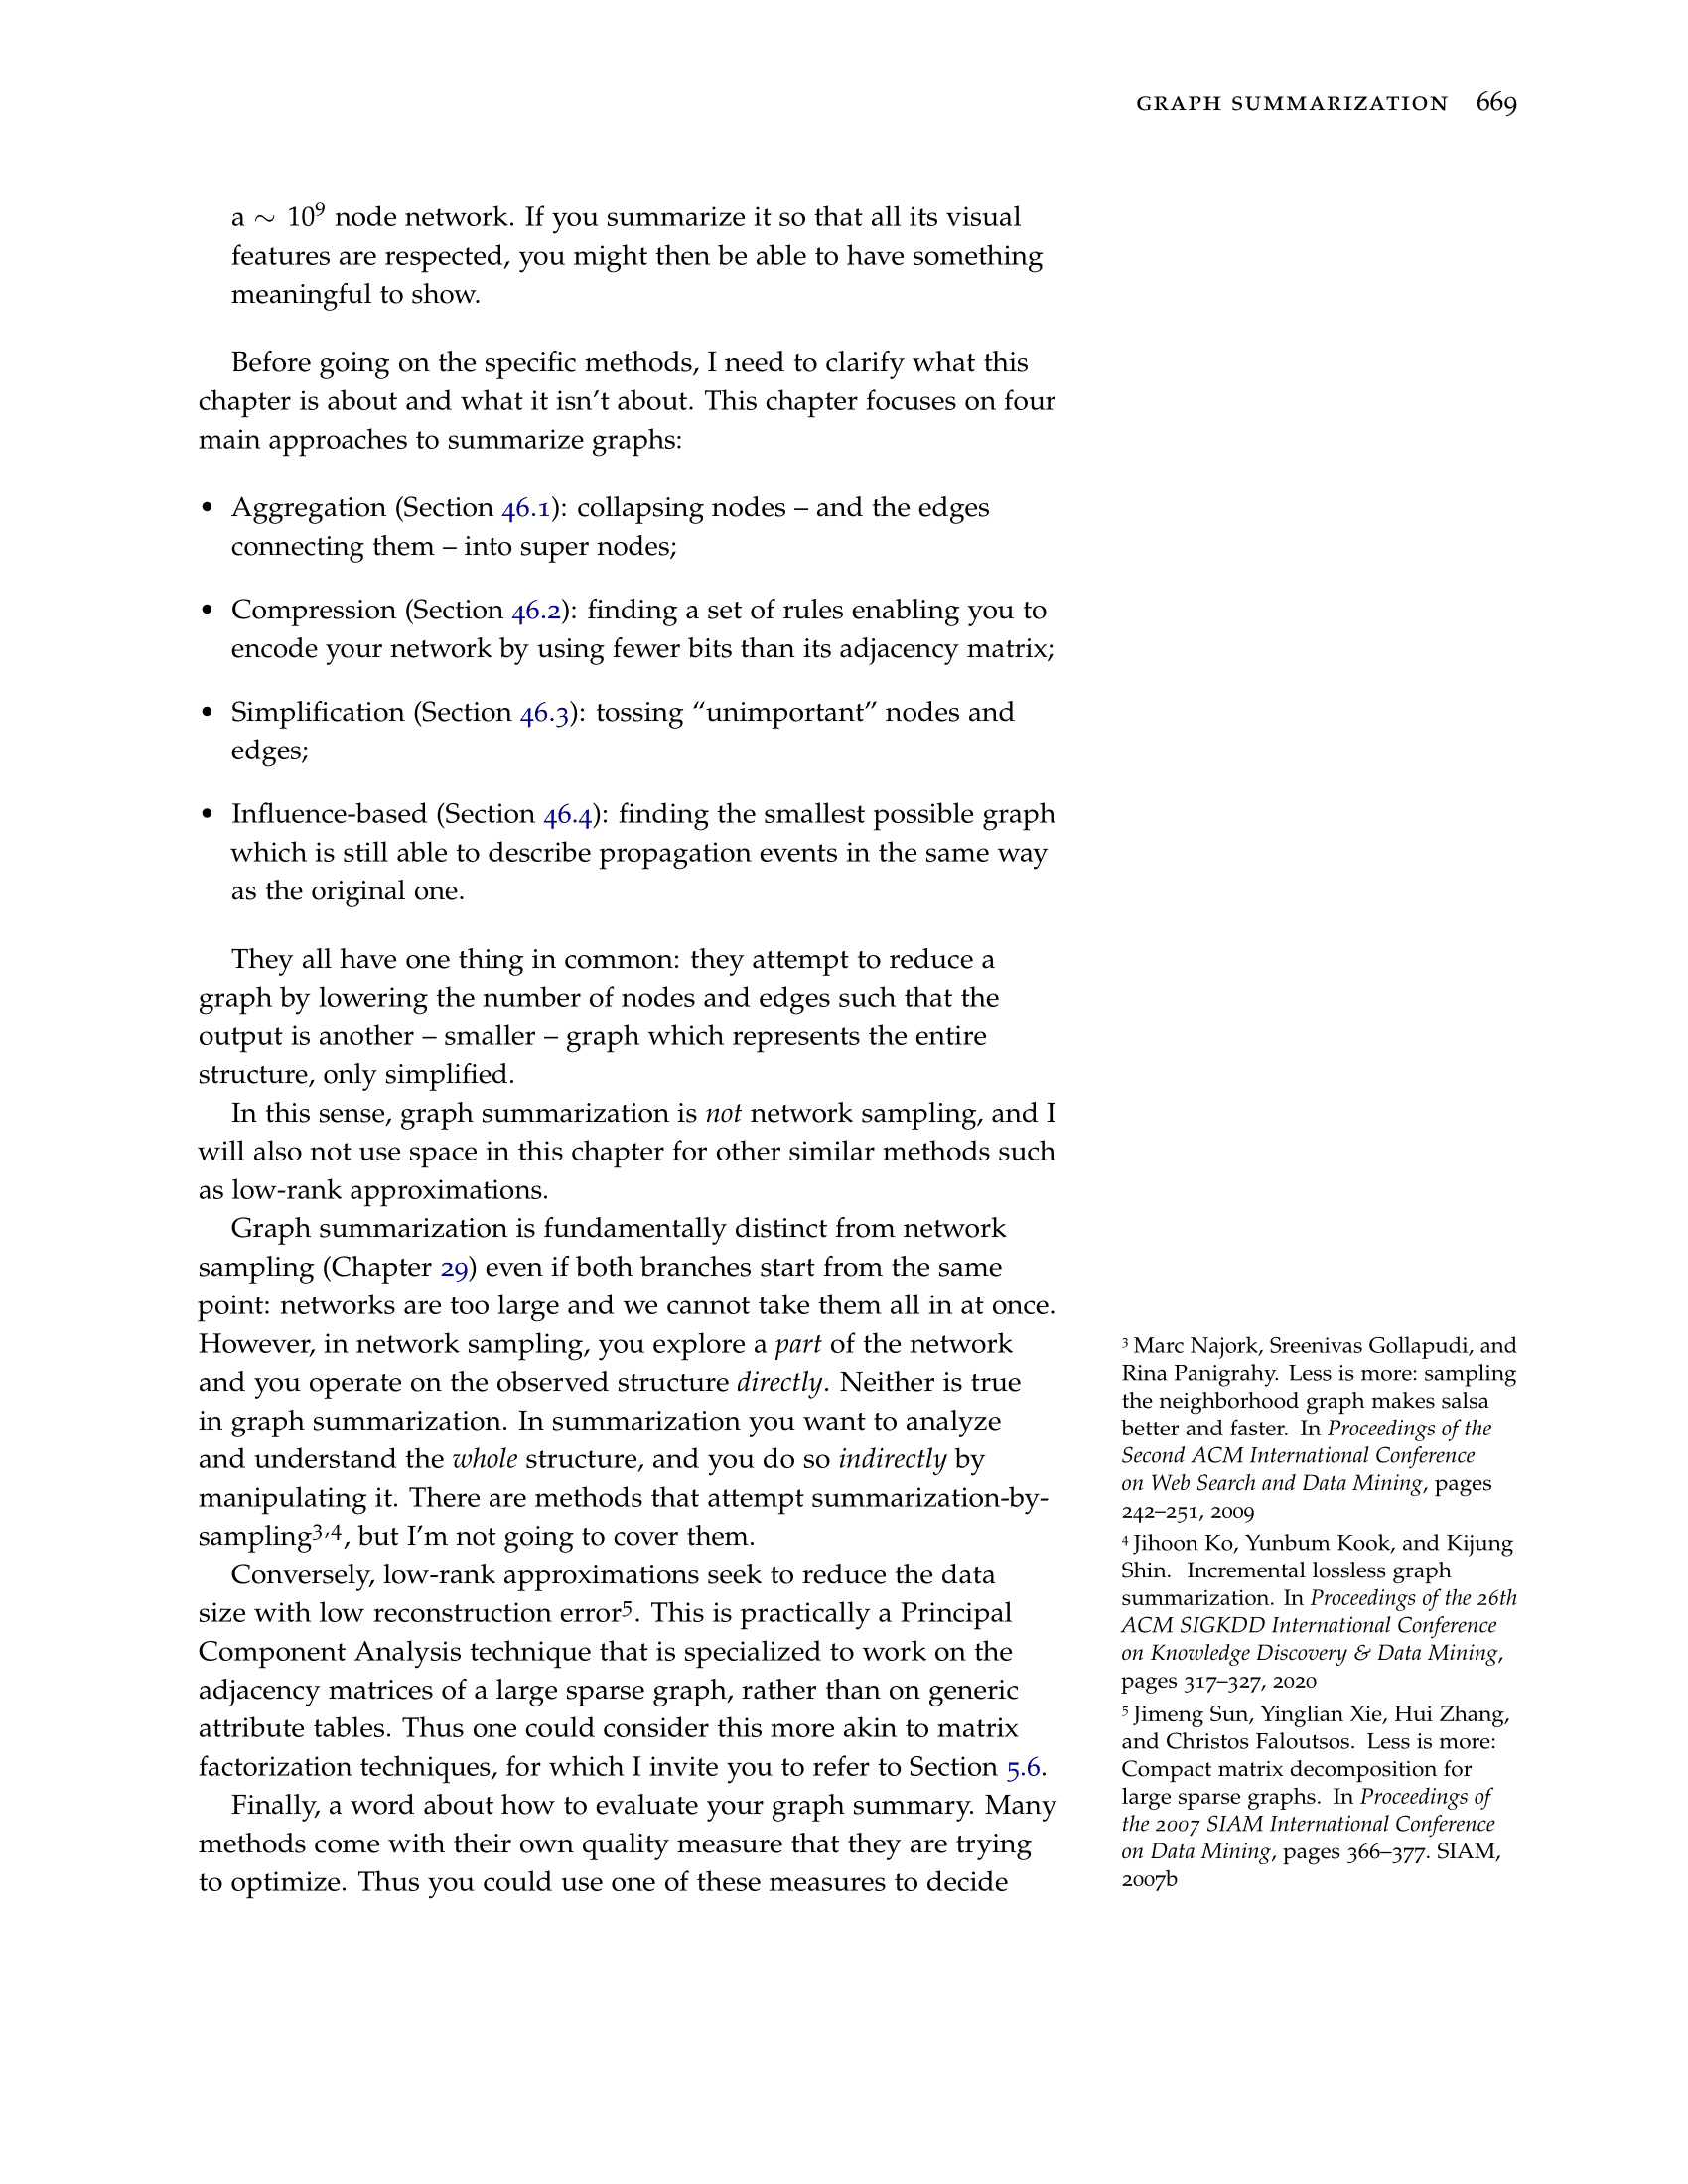 GRAPH SUMMARIZATION 669
a ∼ 10⁹ node network. If you summarize it so that all its visual
features are respected, you might then be able to have something
meaningful to show.
Before going on the specific methods, I need to clarify what this
chapter is about and what it isn’t about. This chapter focuses on four
main approaches to summarize graphs:
• Aggregation (Section 46.1): collapsing nodes – and the edges
connecting them – into super nodes;
• Compression (Section 46.2): finding a set of rules enabling you to
encode your network by using fewer bits than its adjacency matrix;
• Simplification (Section 46.3): tossing “unimportant” nodes and
edges;
• Influence-based (Section 46.4): finding the smallest possible graph
which is still able to describe propagation events in the same way
as the original one.
They all have one thing in common: they attempt to reduce a
graph by lowering the number of nodes and edges such that the
output is another – smaller – graph which represents the entire
structure, only simplified.
In this sense, graph summarization is not network sampling, and I
will also not use space in this chapter for other similar methods such
as low-rank approximations.
Graph summarization is fundamentally distinct from network
sampling (Chapter 29) even if both branches start from the same
point: networks are too large and we cannot take them all in at once.
However, in network sampling, you explore a part of the network
and you operate on the observed structure directly. Neither is true
in graph summarization. In summarization you want to analyze
and understand the whole structure, and you do so indirectly by
manipulating it. There are methods that attempt summarization-by-
sampling³,⁴, but I’m not going to cover them.
Conversely, low-rank approximations seek to reduce the data
size with low reconstruction error⁵. This is practically a Principal
Component Analysis technique that is specialized to work on the
adjacency matrices of a large sparse graph, rather than on generic
attribute tables. Thus one could consider this more akin to matrix
factorization techniques, for which I invite you to refer to Section 5.6.
Finally, a word about how to evaluate your graph summary. Many
methods come with their own quality measure that they are trying
to optimize. Thus you could use one of these measures to decide
³ Marc Najork, Sreenivas Gollapudi, and
Rina Panigrahy. Less is more: sampling
the neighborhood graph makes salsa
better and faster. In Proceedings of the
Second ACM International Conference
on Web Search and Data Mining, pages
242–251, 2009
⁴ Jihoon Ko, Yunbum Kook, and Kijung
Shin. Incremental lossless graph
summarization. In Proceedings of the 26th
ACM SIGKDD International Conference
on Knowledge Discovery & Data Mining,
pages 317–327, 2020
⁵ Jimeng Sun, Yinglian Xie, Hui Zhang,
and Christos Faloutsos. Less is more:
Compact matrix decomposition for
large sparse graphs. In Proceedings of
the 2007 SIAM International Conference
on Data Mining, pages 366–377. SIAM,
2007b